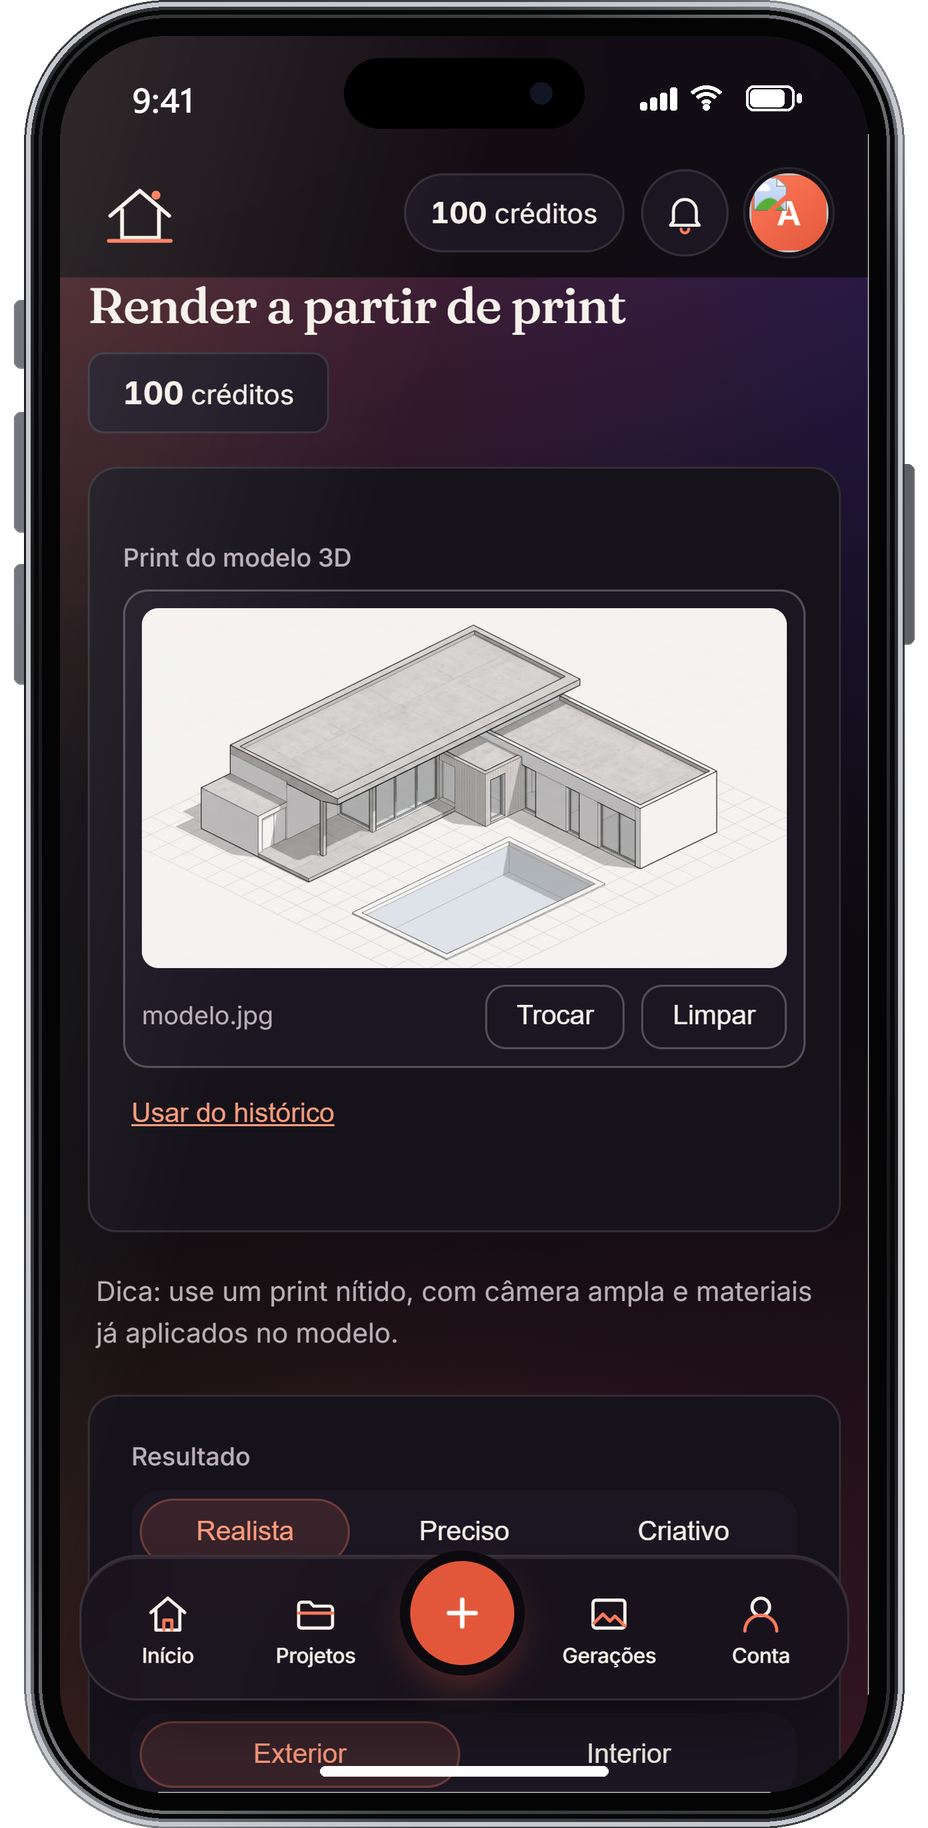 9:41
100 créditos
A
Render a partir de print
100 créditos
Print do modelo 3D
modelo.jpg
Trocar
Limpar
Usar do histórico
Dica: use um print nítido, com câmera ampla e materiais
já aplicados no modelo.
Resultado
Realista
Preciso
Criativo
Início
Projetos
Gerações
Conta
Exterior
Interior